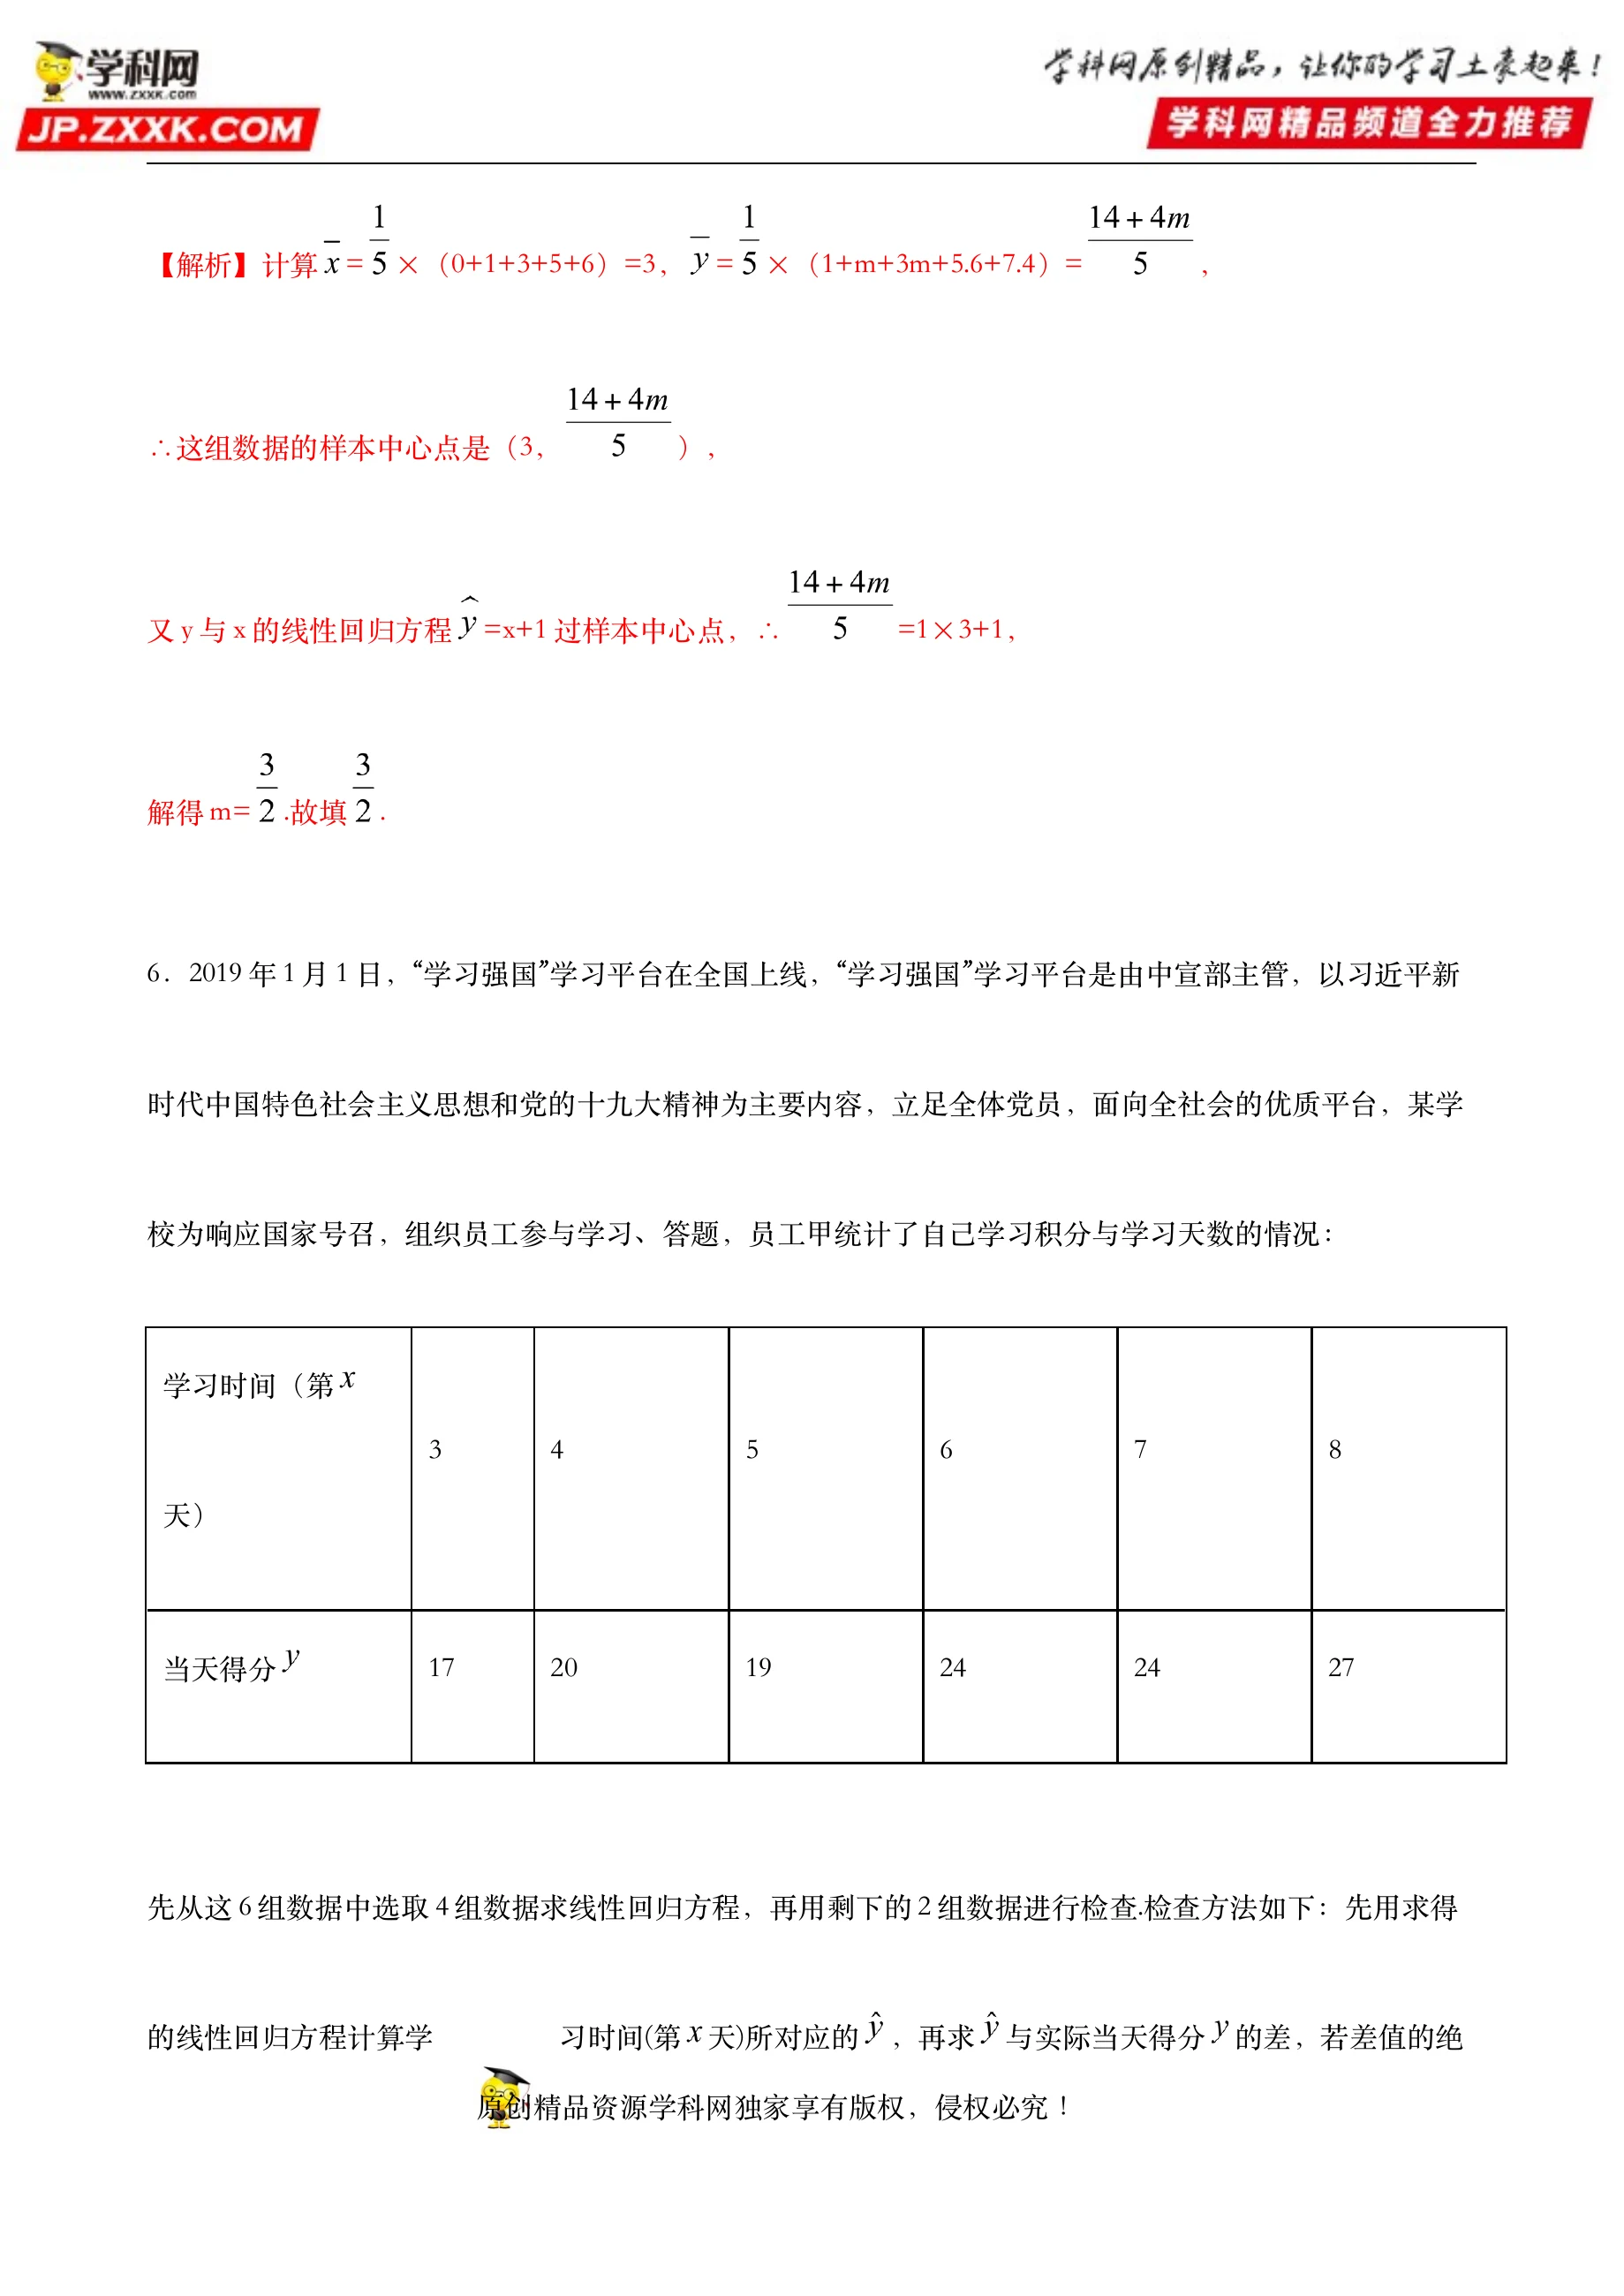 学科网
www.zxxk.com
JP.ZXXK.COM
学科网原创精品，让你的学习土豪起来！
学科网精品频道全力推荐
【解析】计算 x̄ = 1/5 ×（0+1+3+5+6）=3， ȳ = 1/5 ×（1+m+3m+5.6+7.4）= (14+4m)/5 ，
∴这组数据的样本中心点是（3， (14+4m)/5 ），
又 y 与 x 的线性回归方程 ŷ =x+1 过样本中心点，∴ (14+4m)/5 =1×3+1，
解得 m= 3/2 .故填 3/2 .
6．2019 年 1 月 1 日，“学习强国”学习平台在全国上线，“学习强国”学习平台是由中宣部主管，以习近平新
时代中国特色社会主义思想和党的十九大精神为主要内容，立足全体党员，面向全社会的优质平台，某学
校为响应国家号召，组织员工参与学习、答题，员工甲统计了自己学习积分与学习天数的情况：
学习时间（第 x
天） 3 4 5 6 7 8
当天得分 y 17 20 19 24 24 27
先从这 6 组数据中选取 4 组数据求线性回归方程，再用剩下的 2 组数据进行检查.检查方法如下：先用求得
的线性回归方程计算学 习时间(第 x 天)所对应的 ŷ ，再求 ŷ 与实际当天得分 y 的差，若差值的绝
原创精品资源学科网独家享有版权，侵权必究！